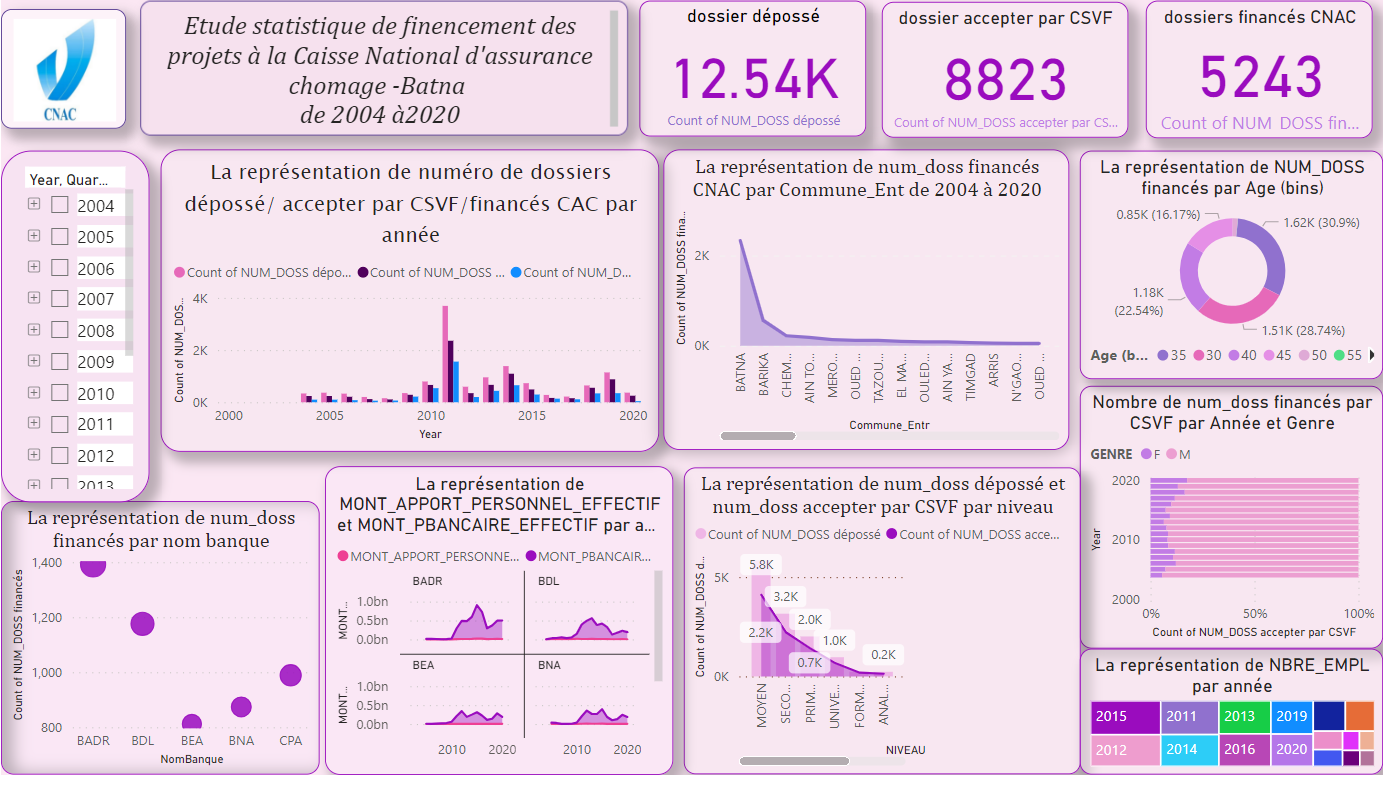 CNAC
Etude statistique de finencement des
projets à la Caisse National d'assurance
chomage -Batna
de 2004 à2020
dossier dépossé
12.54K
Count of NUM_DOSS dépossé
dossier accepter par CSVF
8823
Count of NUM_DOSS accepter par CS...
dossiers financés CNAC
5243
Count of NUM_DOSS fin...
Year, Quar...
2004
2005
2006
2007
2008
2009
2010
2011
2012
2013
La représentation de numéro de dossiers
dépossé/ accepter par CSVF/financés CAC par
année
Count of NUM_DOSS dépo...
Count of NUM_DOSS ...
Count of NUM_D...
Count of NUM_DOS...
4K
2K
0K
2000
2005
2010
2015
2020
Year
La représentation de num_doss financés
CNAC par Commune_Ent de 2004 à 2020
Count of NUM_DOSS fina...
2K
0K
BATNA
BARIKA
CHEM...
AIN TO...
MERO...
OUED ...
TAZOU...
EL MA...
OULED...
AIN YA...
TIMGAD
ARRIS
N'GAO...
OUED ...
Commune_Entr
La représentation de NUM_DOSS
financés par Age (bins)
0.85K (16.17%)
1.62K (30.9%)
1.18K
(22.54%)
1.51K (28.74%)
Age (b...
35
30
40
45
50
55
Nombre de num_doss financés par
CSVF par Année et Genre
GENRE
F
M
Year
2020
2010
2000
0%
50%
100%
Count of NUM_DOSS accepter par CSVF
La représentation de num_doss
financés par nom banque
Count of NUM_DOSS financés
1,400
1,200
1,000
800
BADR
BDL
BEA
BNA
CPA
NomBanque
La représentation de
MONT_APPORT_PERSONNEL_EFFECTIF
et MONT_PBANCAIRE_EFFECTIF par a...
MONT_APPORT_PERSONNE...
MONT_PBANCAIR...
BADR
BDL
MONT...
1.0bn
0.5bn
0.0bn
BEA
BNA
MONT...
1.0bn
0.5bn
0.0bn
2010
2020
2010
2020
La représentation de num_doss dépossé et
num_doss accepter par CSVF par niveau
Count of NUM_DOSS dépossé
Count of NUM_DOSS acce...
Count of NUM_DOSS d...
5K
0K
5.8K
3.2K
2.0K
2.2K
1.0K
0.7K
0.2K
MOYEN
SECO...
PRIM...
UNIVE...
FORM...
ANAL...
NIVEAU
La représentation de NBRE_EMPL
par année
2015
2011
2013
2019
2012
2014
2016
2020